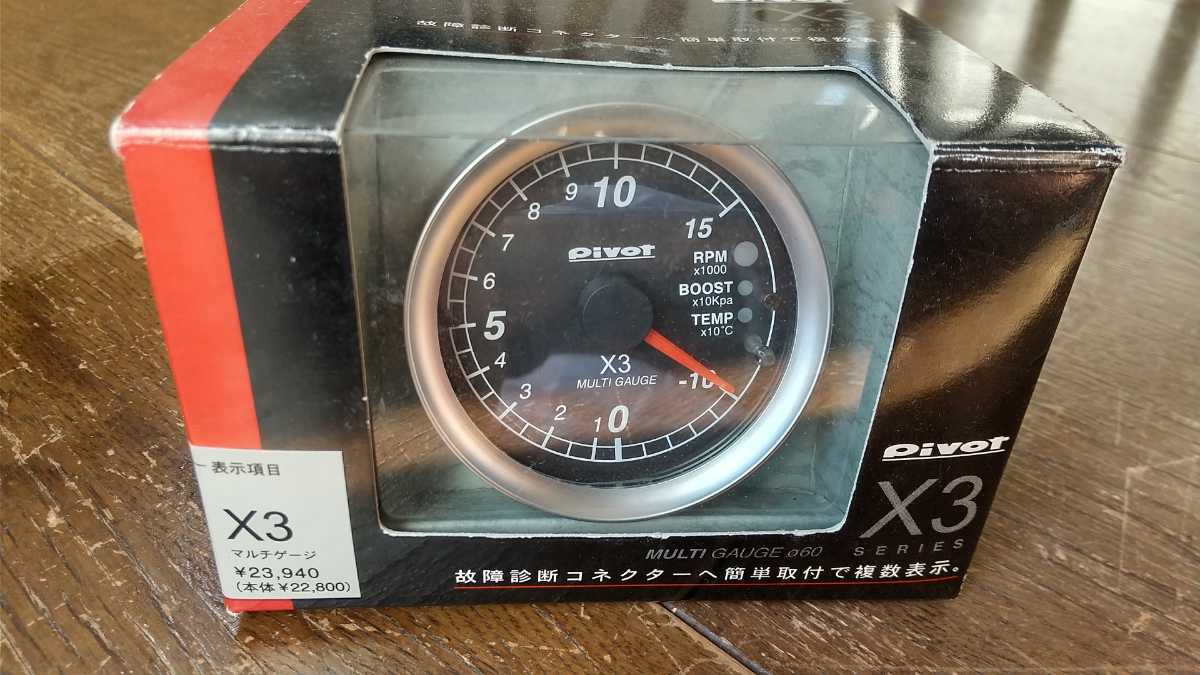 故障診断コネクターへ簡単取付で複数表
9 10
8
7
6
5
4
3
2
1 0
15
-10
Pivot
RPM
x1000
BOOST
x10Kpa
TEMP
x10°C
X3
MULTI GAUGE
Pivot
X3
SERIES
MULTI GAUGE ø60
故障診断コネクターへ簡単取付で複数表示。
表示項目
X3
マルチゲージ
¥23,940
(本体 ¥22,800)